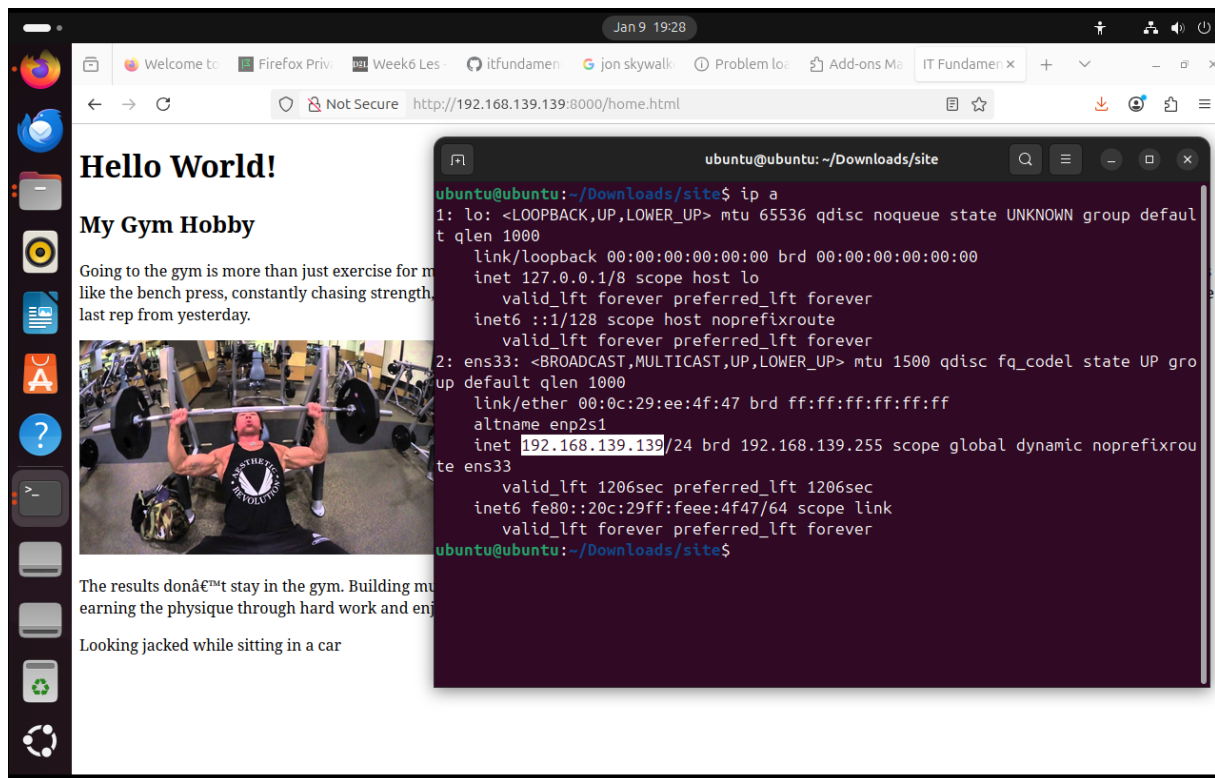 Jan 9 19:28
Welcome to
Firefox Priv
Week6 Les -
itfundamen
jon skywalk
Problem loa
Add-ons Ma
IT Fundamen
Not Secure http://192.168.139.139:8000/home.html
Hello World!
My Gym Hobby
Going to the gym is more than just exercise for m
like the bench press, constantly chasing strength,
last rep from yesterday.
AESTHETIC
REVOLUTION
The results donâ€™t stay in the gym. Building mu
earning the physique through hard work and enj
Looking jacked while sitting in a car
ubuntu@ubuntu: ~/Downloads/site
ubuntu@ubuntu:~/Downloads/site$ ip a
1: lo: <LOOPBACK,UP,LOWER_UP> mtu 65536 qdisc noqueue state UNKNOWN group defaul
t qlen 1000
link/loopback 00:00:00:00:00:00 brd 00:00:00:00:00:00
inet 127.0.0.1/8 scope host lo
valid_lft forever preferred_lft forever
inet6 ::1/128 scope host noprefixroute
valid_lft forever preferred_lft forever
2: ens33: <BROADCAST,MULTICAST,UP,LOWER_UP> mtu 1500 qdisc fq_codel state UP gro
up default qlen 1000
link/ether 00:0c:29:ee:4f:47 brd ff:ff:ff:ff:ff:ff
altname enp2s1
inet 192.168.139.139/24 brd 192.168.139.255 scope global dynamic noprefixrou
te ens33
valid_lft 1206sec preferred_lft 1206sec
inet6 fe80::20c:29ff:feee:4f47/64 scope link
valid_lft forever preferred_lft forever
ubuntu@ubuntu:~/Downloads/site$